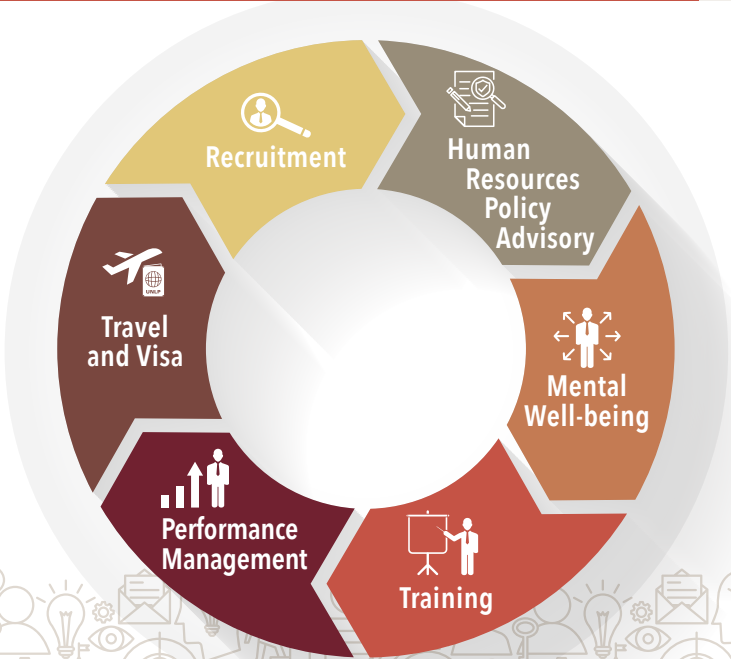 Recruitment
Human
Resources
Policy
Advisory
Mental
Well-being
Training
Performance
Management
Travel
and Visa
UNLP